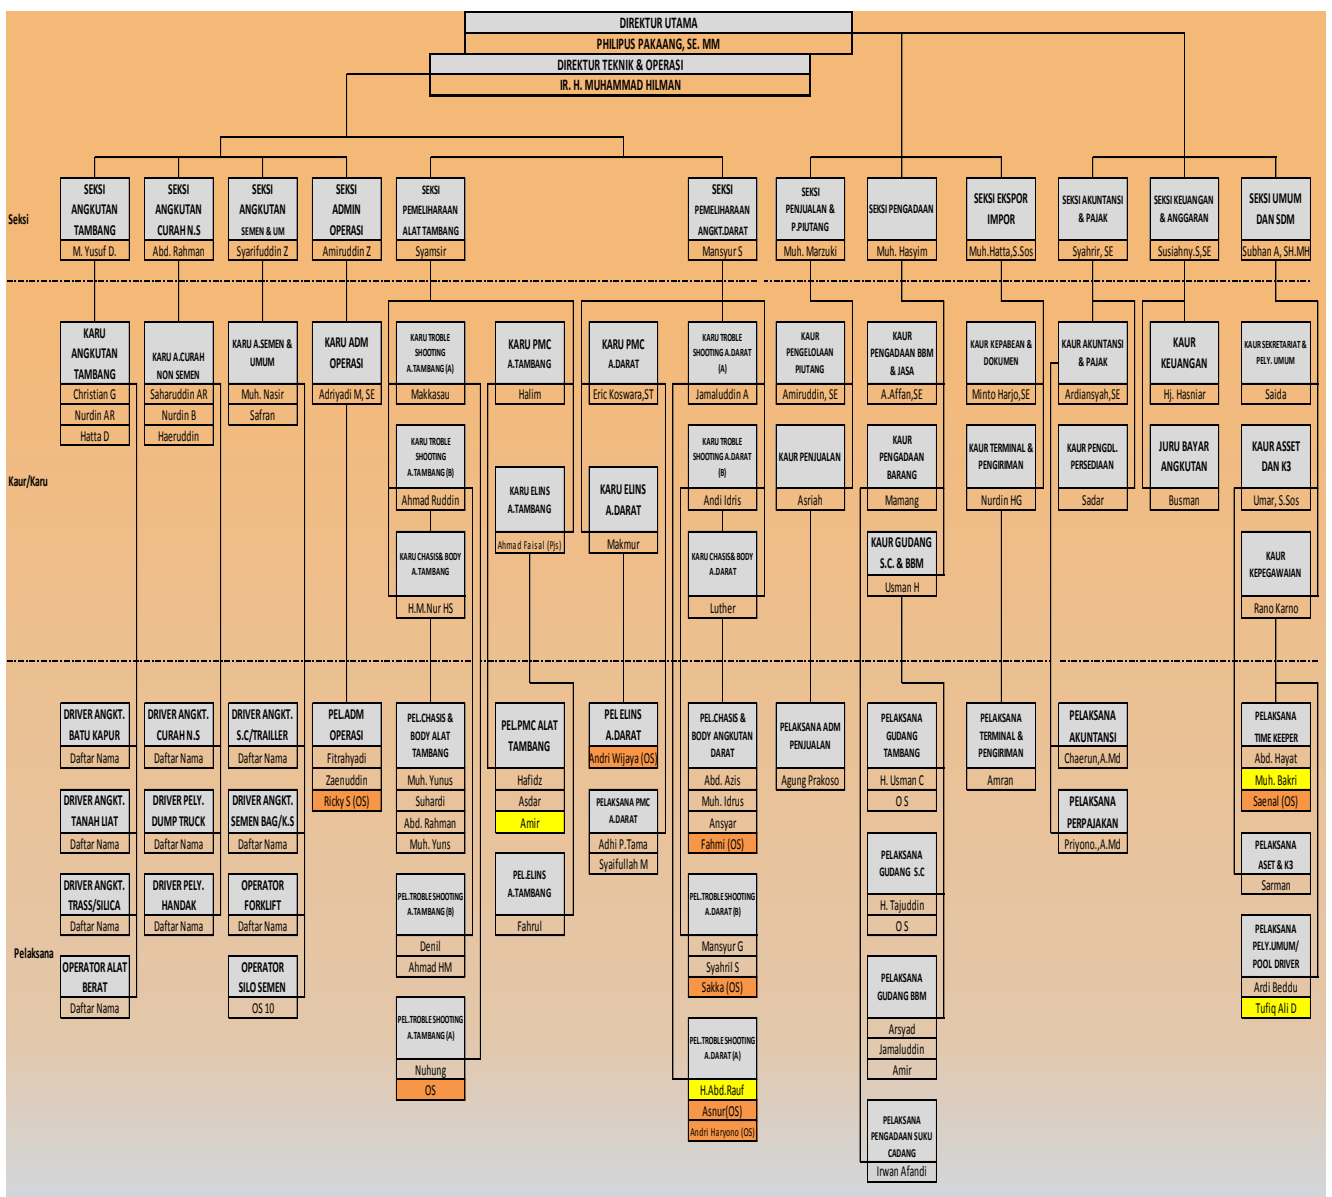 DIREKTUR UTAMA
PHILIPUS PAKAANG, SE. MM
DIREKTUR TEKNIK & OPERASI
IR. H. MUHAMMAD HILMAN
Seksi
SEKSI
ANGKUTAN
TAMBANG
M. Yusuf D.
SEKSI
ANGKUTAN
CURAH N.S
Abd. Rahman
SEKSI
ANGKUTAN
SEMEN & UM
Syarifuddin Z
SEKSI
ADMIN
OPERASI
Amiruddin Z
SEKSI
PEMELIHARAAN
ALAT TAMBANG
Syamsir
SEKSI
PEMELIHARAAN
ANGKT.DARAT
Mansyur S
SEKSI
PENJUALAN &
P.PIUTANG
Muh. Marzuki
SEKSI PENGADAAN
Muh. Hasyim
SEKSI EKSPOR
IMPOR
Muh.Hatta,S.Sos
SEKSI AKUNTANSI
& PAJAK
Syahrir, SE
SEKSI KEUANGAN
& ANGGARAN
Susiahny.S,SE
SEKSI UMUM
DAN SDM
Subhan A, SH.MH
Kaur/Karu
KARU
ANGKUTAN
TAMBANG
Christian G
Nurdin AR
Hatta D
KARU A.CURAH
NON SEMEN
Saharuddin AR
Nurdin B
Haeruddin
KARU A.SEMEN &
UMUM
Muh. Nasir
Safran
KARU ADM
OPERASI
Adriyadi M, SE
KARU TROBLE
SHOOTING
A.TAMBANG (A)
Makkasau
KARU TROBLE
SHOOTING
A.TAMBANG (B)
Ahmad Ruddin
KARU CHASIS& BODY
A.TAMBANG
H.M.Nur HS
KARU PMC
A.TAMBANG
Halim
KARU ELINS
A.TAMBANG
Ahmad Faisal (Pjs)
KARU PMC
A.DARAT
Eric Koswara,ST
KARU ELINS
A.DARAT
Makmur
KARU TROBLE
SHOOTING A.DARAT
(A)
Jamaluddin A
KARU TROBLE
SHOOTING A.DARAT
(B)
Andi Idris
KARU CHASIS& BODY
A.DARAT
Luther
KAUR
PENGELOLAAN
PIUTANG
Amiruddin, SE
KAUR PENJUALAN
Asriah
KAUR
PENGADAAN BBM
& JASA
A.Affan,SE
KAUR
PENGADAAN
BARANG
Mamang
KAUR GUDANG
S.C. & BBM
Usman H
KAUR KEPABEAN &
DOKUMEN
Minto Harjo,SE
KAUR TERMINAL &
PENGIRIMAN
Nurdin HG
KAUR AKUNTANSI
& PAJAK
Ardiansyah,SE
KAUR PENGDL.
PERSEDIAAN
Sadar
KAUR
KEUANGAN
Hj. Hasniar
JURU BAYAR
ANGKUTAN
Busman
KAUR SEKRETARIAT &
PELY. UMUM
Saida
KAUR ASSET
DAN K3
Umar, S.Sos
KAUR
KEPEGAWAIAN
Rano Karno
Pelaksana
DRIVER ANGKT.
BATU KAPUR
Daftar Nama
DRIVER ANGKT.
TANAH LIAT
Daftar Nama
DRIVER ANGKT.
TRASS/SILICA
Daftar Nama
OPERATOR ALAT
BERAT
Daftar Nama
DRIVER ANGKT.
CURAH N.S
Daftar Nama
DRIVER PELY.
DUMP TRUCK
Daftar Nama
DRIVER PELY.
HANDAK
Daftar Nama
DRIVER ANGKT.
S.C/TRAILLER
Daftar Nama
DRIVER ANGKT.
SEMEN BAG/K.S
Daftar Nama
OPERATOR
FORKLIFT
Daftar Nama
OPERATOR
SILO SEMEN
OS 10
PEL.ADM
OPERASI
Fitrahyadi
Zaenuddin
Ricky S (OS)
PEL.CHASIS &
BODY ALAT
TAMBANG
Muh. Yunus
Suhardi
Abd. Rahman
Muh. Yuns
PEL.TROBLE SHOOTING
A.TAMBANG (B)
Denil
Ahmad HM
PEL.TROBLE SHOOTING
A.TAMBANG (A)
Nuhung
OS
PEL.PMC ALAT
TAMBANG
Hafidz
Asdar
Amir
PEL.ELINS
A.TAMBANG
Fahrul
PEL ELINS
A.DARAT
Andri Wijaya (OS)
PELAKSANA PMC
A.DARAT
Adhi P.Tama
Syaifullah M
PEL.CHASIS &
BODY ANGKUTAN
DARAT
Abd. Azis
Muh. Idrus
Ansyar
Fahmi (OS)
PEL.TROBLE SHOOTING
A.DARAT (B)
Mansyur G
Syahril S
Sakka (OS)
PEL.TROBLE SHOOTING
A.DARAT (A)
H.Abd.Rauf
Asnur(OS)
Andri Haryono (OS)
PELAKSANA ADM
PENJUALAN
Agung Prakoso
PELAKSANA
GUDANG
TAMBANG
H. Usman C
O S
PELAKSANA
GUDANG S.C
H. Tajuddin
O S
PELAKSANA
GUDANG BBM
Arsyad
Jamaluddin
Amir
PELAKSANA
PENGADAAN SUKU
CADANG
Irwan Afandi
PELAKSANA
TERMINAL &
PENGIRIMAN
Amran
PELAKSANA
AKUNTANSI
Chaerun,A.Md
PELAKSANA
PERPAJAKAN
Priyono.,A.Md
PELAKSANA
TIME KEEPER
Abd. Hayat
Muh. Bakri
Saenal (OS)
PELAKSANA
ASET & K3
Sarman
PELAKSANA
PELY.UMUM/
POOL DRIVER
Ardi Beddu
Tufiq Ali D